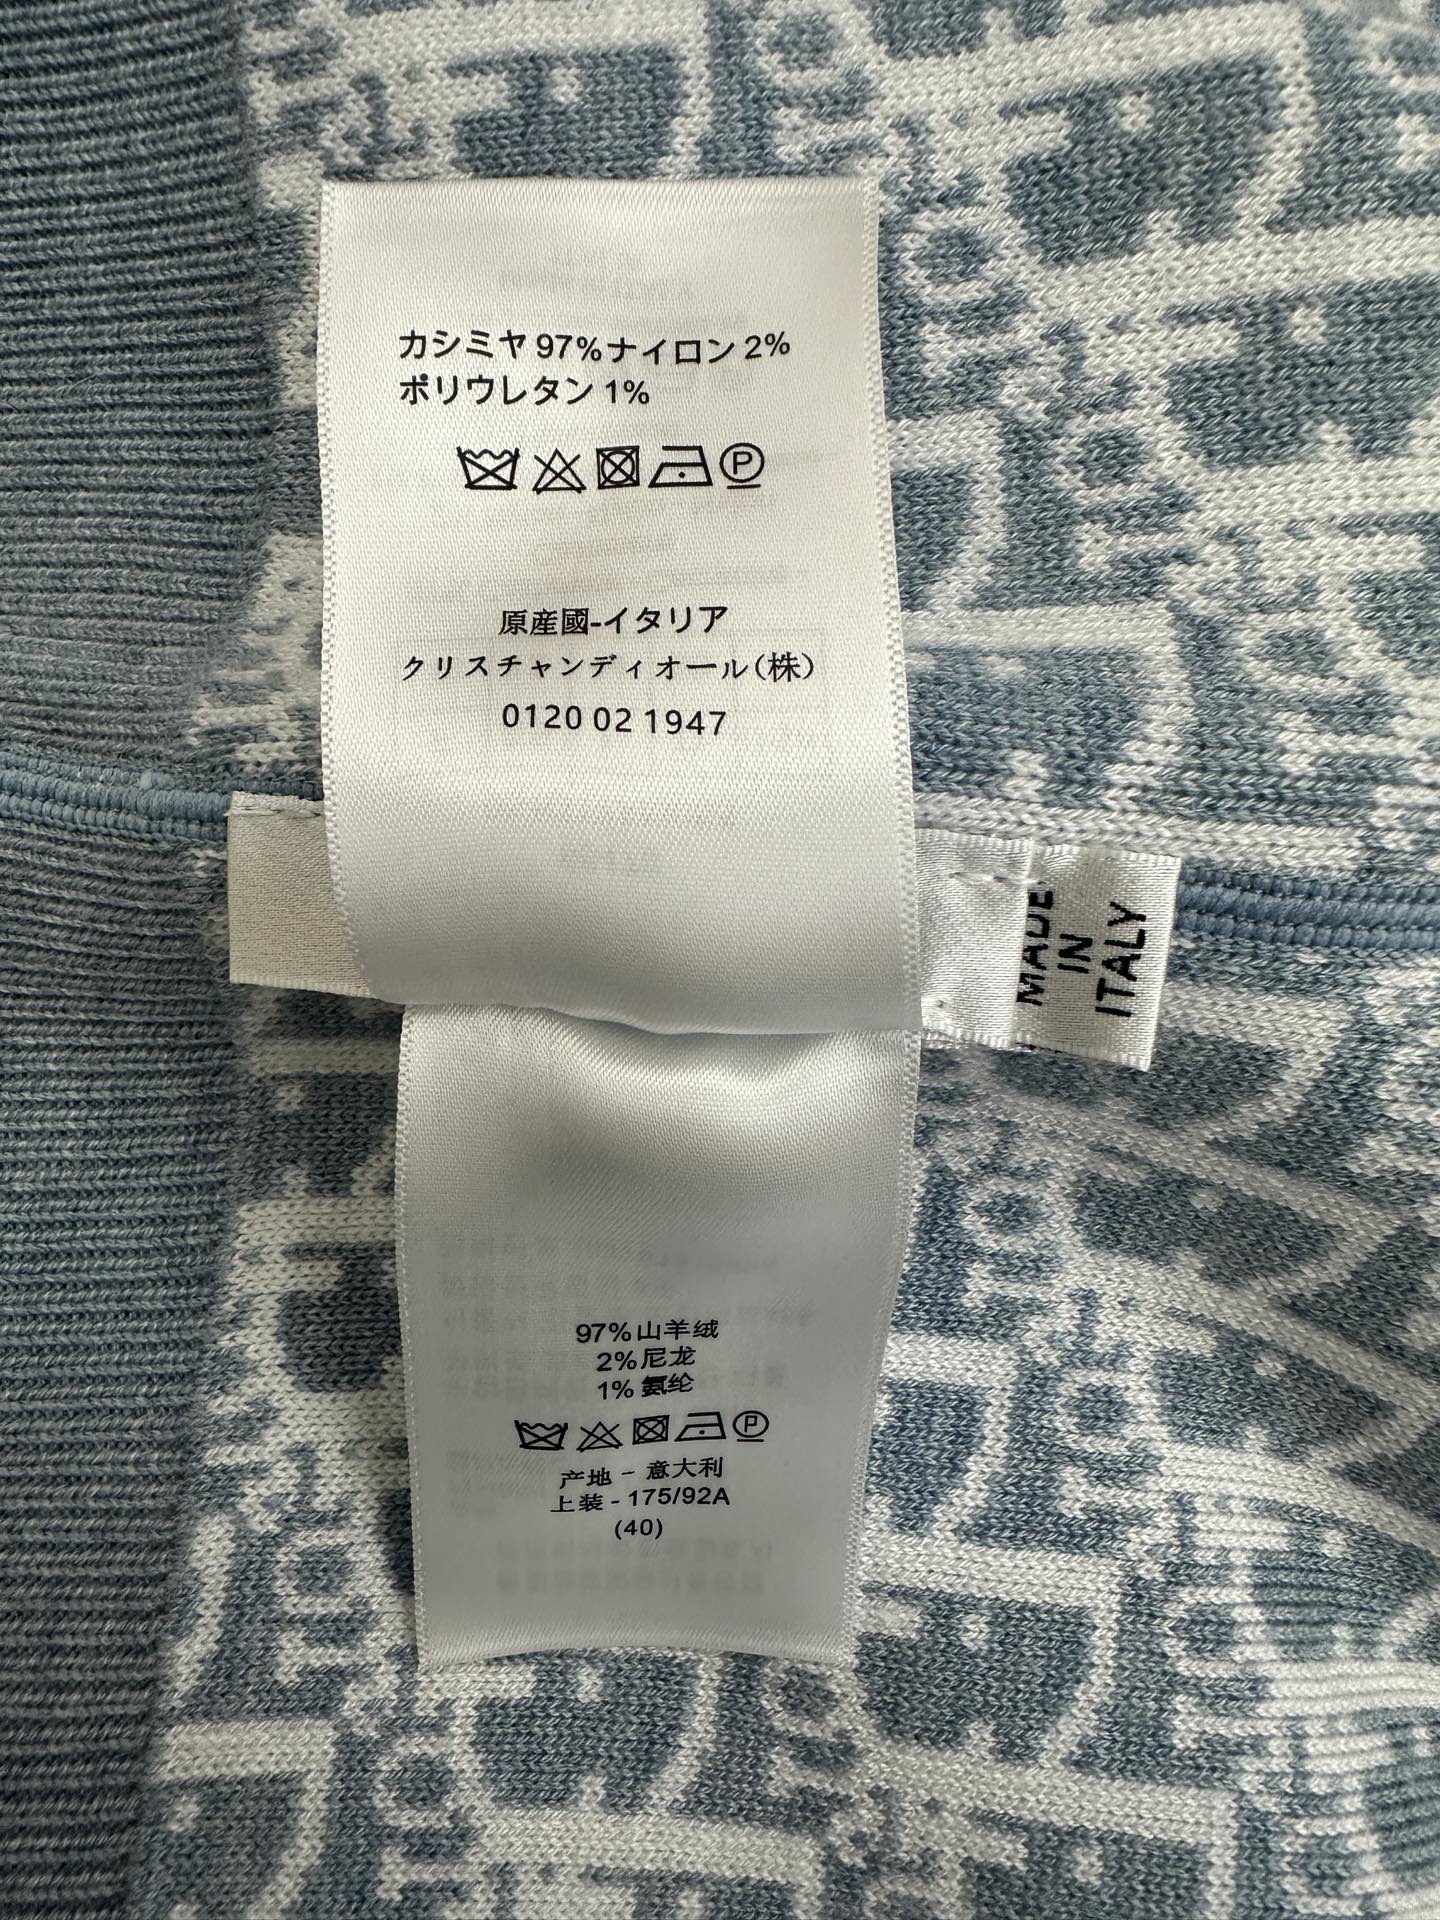 カシミヤ 97%ナイロン 2%
ポリウレタン 1%
P
原産國-イタリア
クリスチャンディオール(株)
0120 02 1947
MADE
IN
ITALY
97%山羊绒
2%尼龙
1% 氨纶
P
产地 - 意大利
上装 - 175/92A
(40)